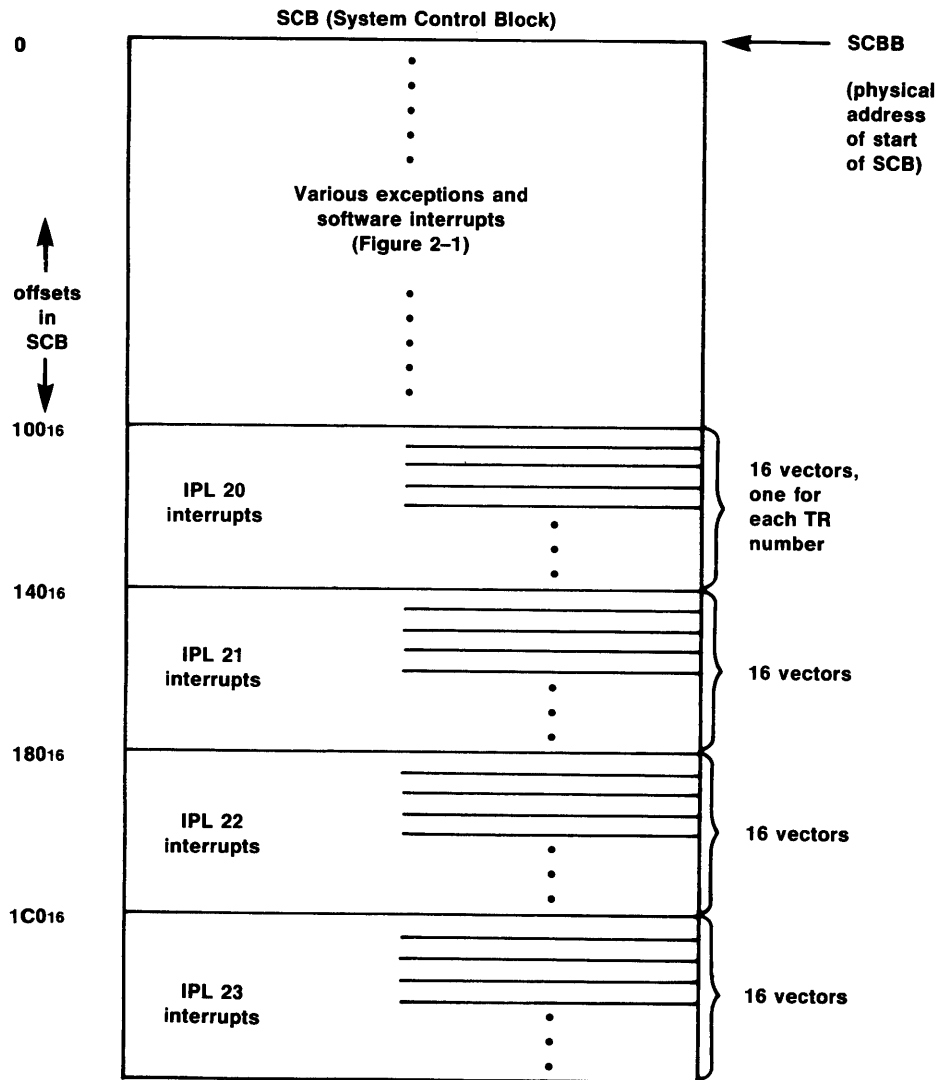 SCB (System Control Block)
0
SCBB
(physical
address
of start
of SCB)
Various exceptions and
software interrupts
(Figure 2–1)
offsets
in
SCB
10016
IPL 20
interrupts
16 vectors,
one for
each TR
number
14016
IPL 21
interrupts
16 vectors
18016
IPL 22
interrupts
16 vectors
1C016
IPL 23
interrupts
16 vectors